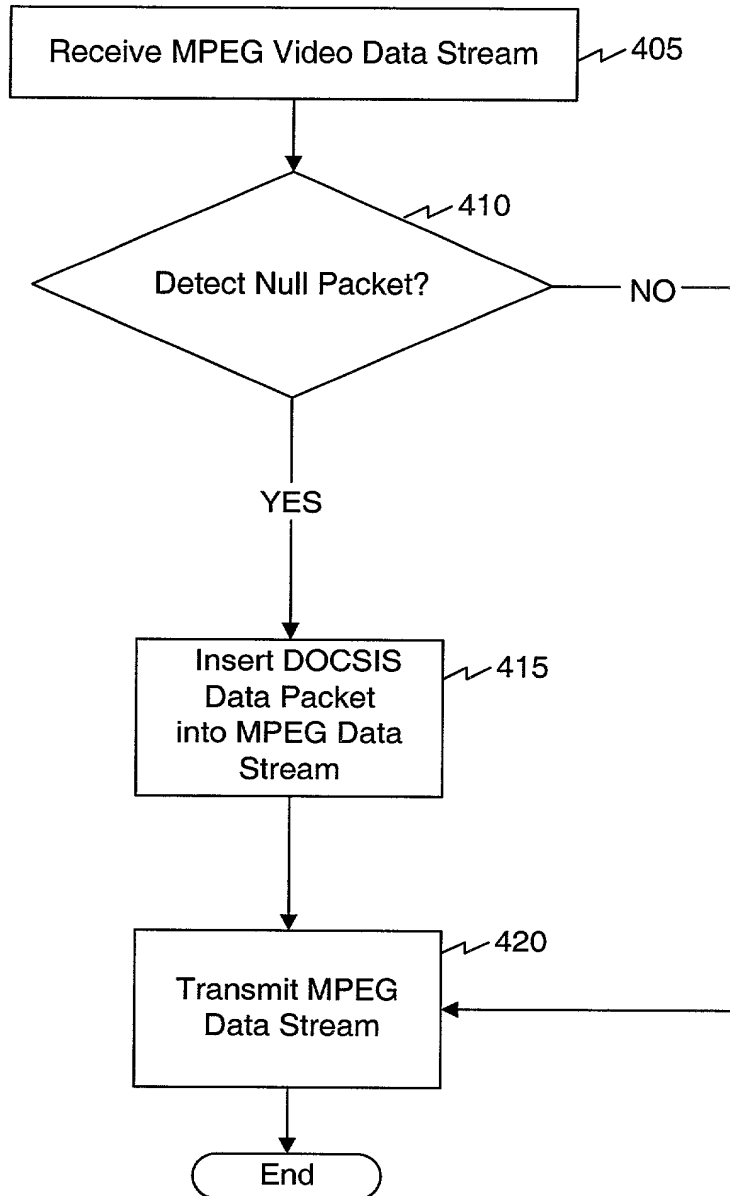 Receive MPEG Video Data Stream
405
410
Detect Null Packet?
NO
YES
Insert DOCSIS
Data Packet
into MPEG Data
Stream
415
420
Transmit MPEG
Data Stream
End